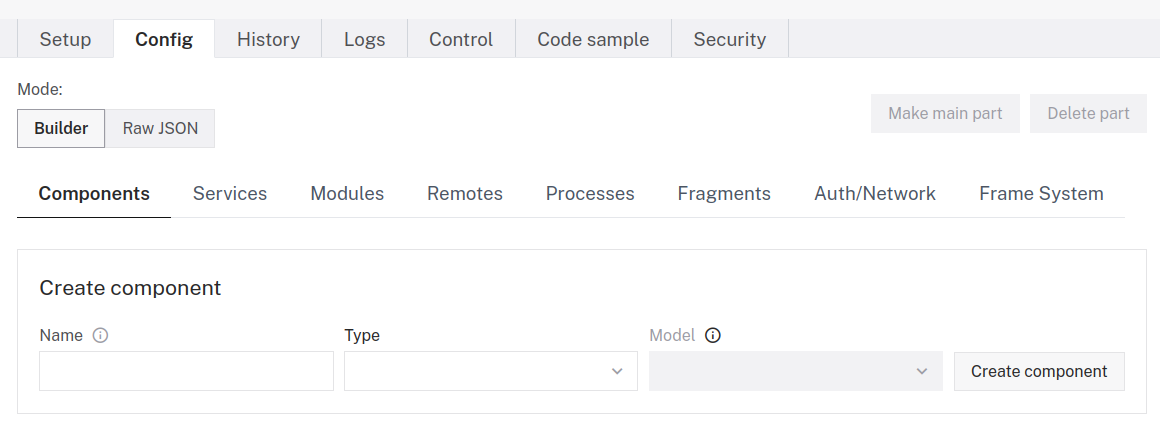 Setup Config History Logs Control Code sample Security
Mode:
Builder Raw JSON Make main part Delete part
Components Services Modules Remotes Processes Fragments Auth/Network Frame System
Create component
Name Type Model
Create component